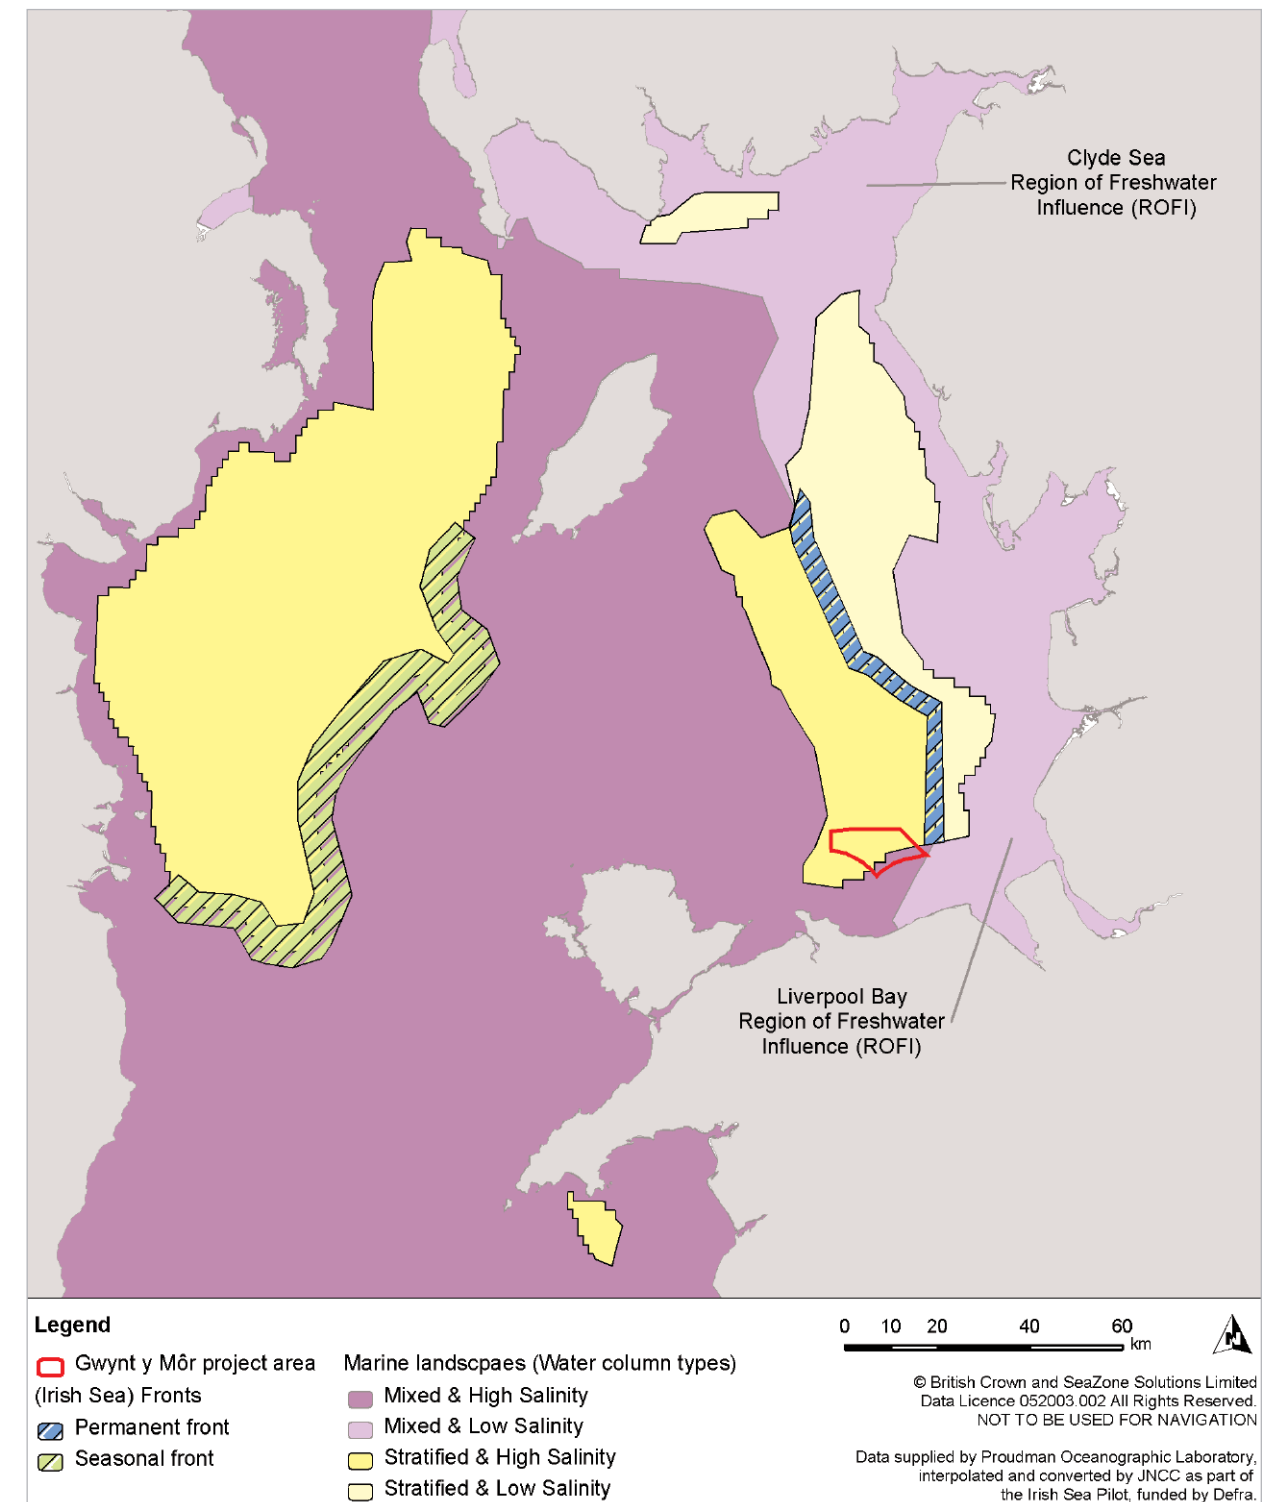 Clyde Sea
Region of Freshwater
Influence (ROFI)
Liverpool Bay
Region of Freshwater
Influence (ROFI)
Legend
Gwynt y Môr project area
(Irish Sea) Fronts
Permanent front
Seasonal front
Marine landscpaes (Water column types)
Mixed & High Salinity
Mixed & Low Salinity
Stratified & High Salinity
Stratified & Low Salinity
0 10 20 40 60
km
N
© British Crown and SeaZone Solutions Limited
Data Licence 052003.002 All Rights Reserved.
NOT TO BE USED FOR NAVIGATION
Data supplied by Proudman Oceanographic Laboratory,
interpolated and converted by JNCC as part of
the Irish Sea Pilot, funded by Defra.